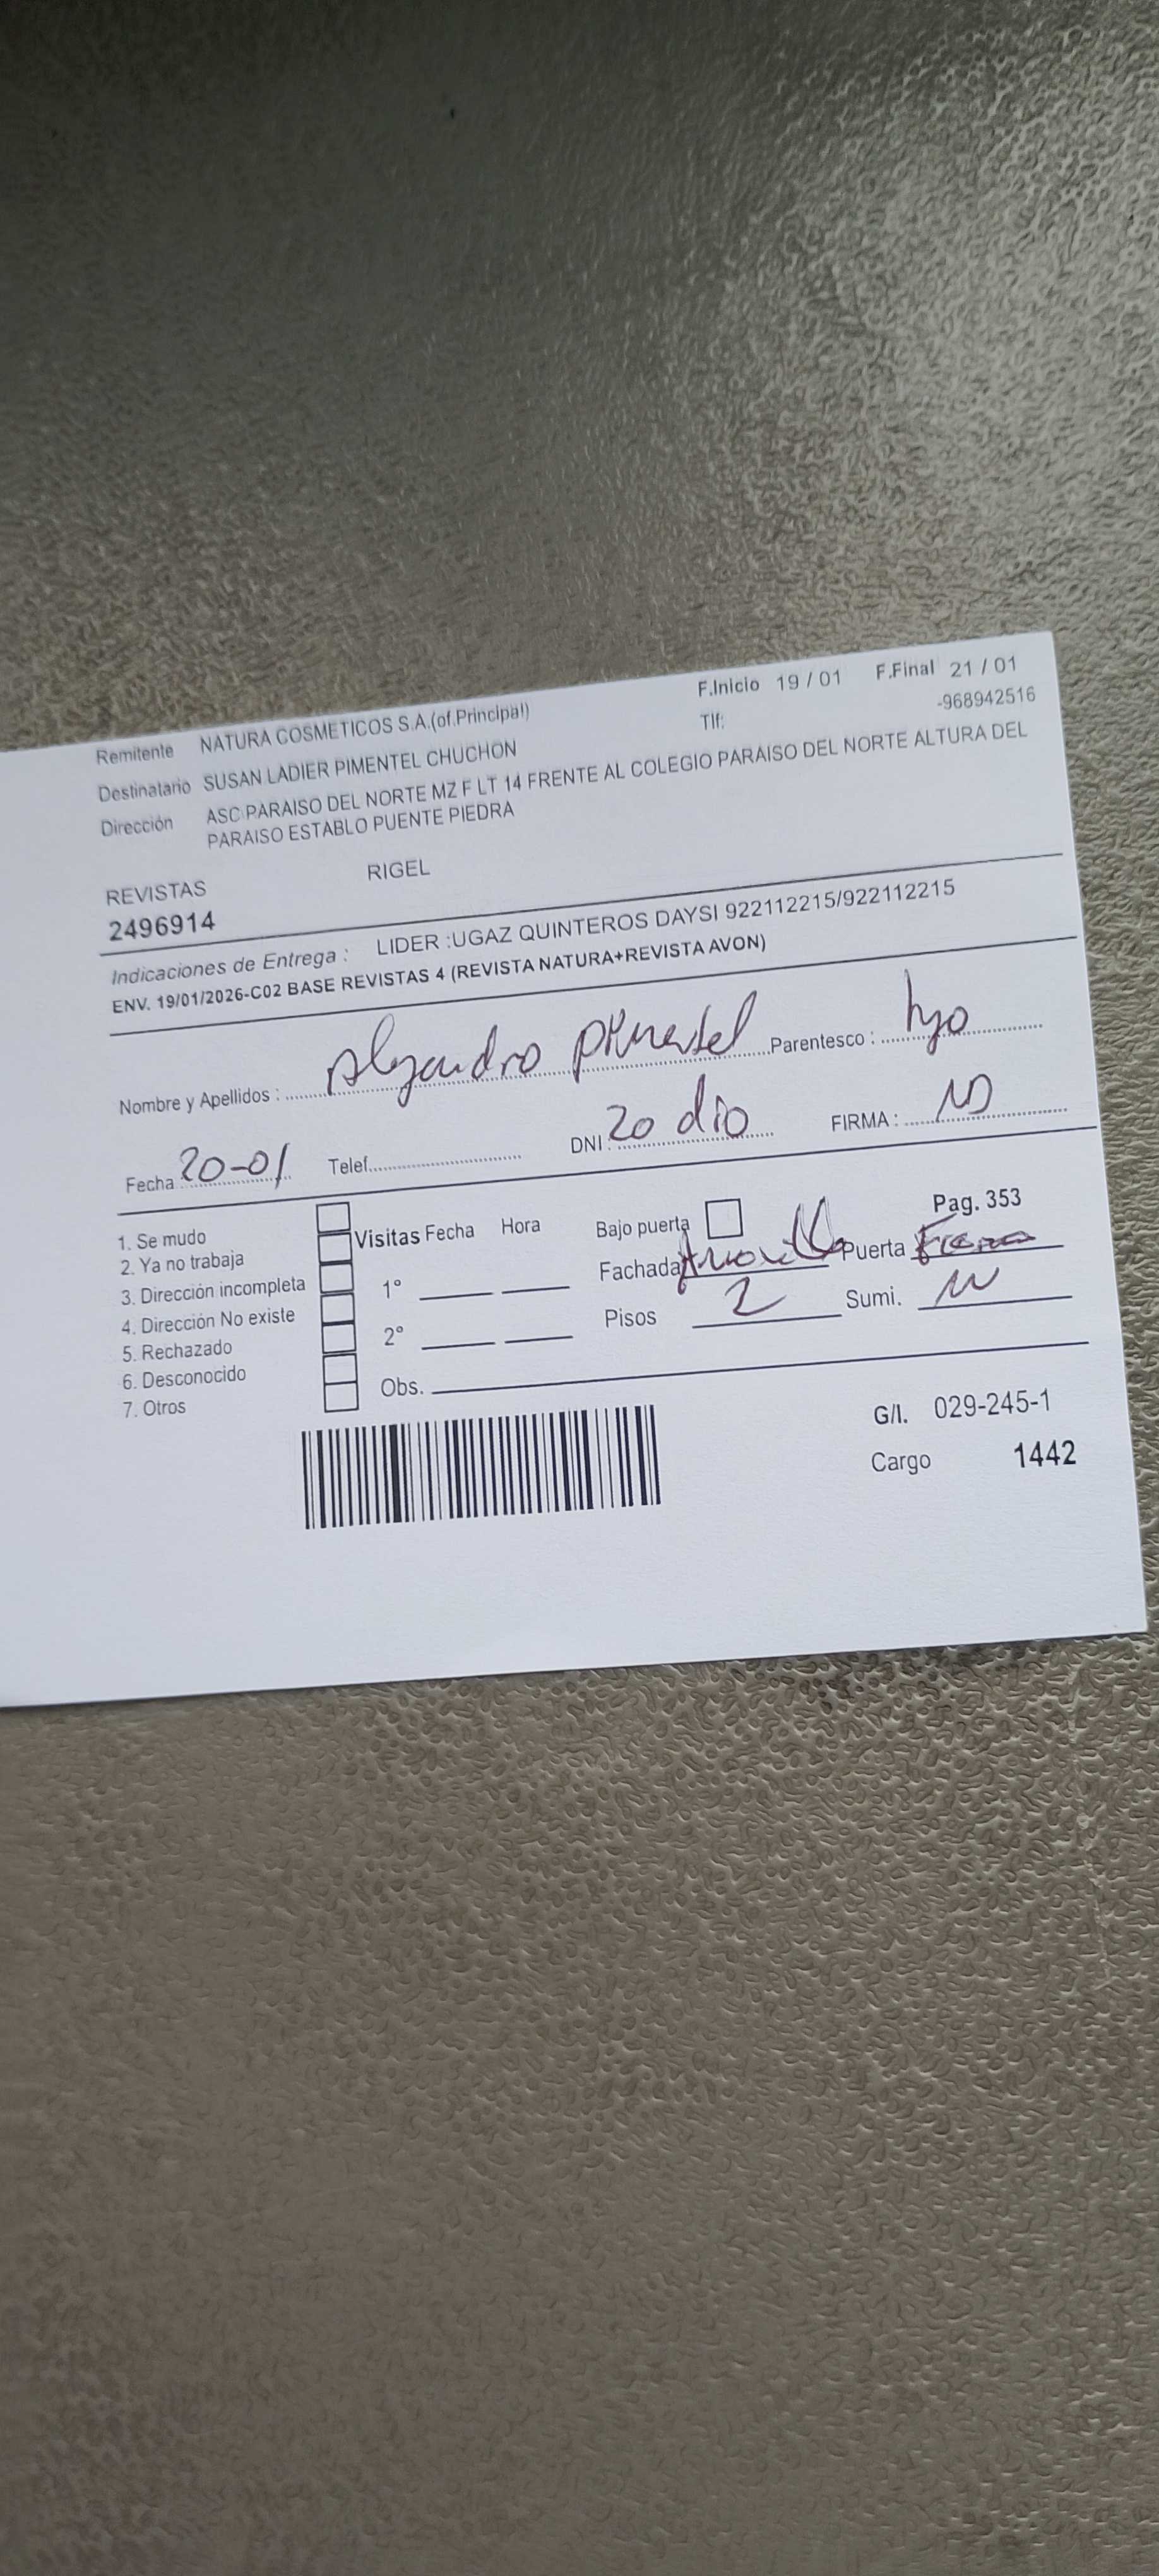 F.Inicio 19 / 01 F.Final 21 / 01
Remitente NATURA COSMETICOS S.A.(of.Principal) Tlf: -968942516
Destinatario SUSAN LADIER PIMENTEL CHUCHON
Dirección ASC PARAISO DEL NORTE MZ F LT 14 FRENTE AL COLEGIO PARAISO DEL NORTE ALTURA DEL
PARAISO ESTABLO PUENTE PIEDRA
REVISTAS RIGEL
2496914
Indicaciones de Entrega : LIDER :UGAZ QUINTEROS DAYSI 922112215/922112215
ENV. 19/01/2026-C02 BASE REVISTAS 4 (REVISTA NATURA+REVISTA AVON)
Nombre y Apellidos : Alejandro Pimentel Parentesco : hijo
Fecha 20-01 Telef. DNI : 20 dio FIRMA :
Pag. 353
1. Se mudo Visitas Fecha Hora Bajo puerta
2. Ya no trabaja Fachada Puerta
3. Dirección incompleta 1°
4. Dirección No existe Pisos 2 Sumi.
5. Rechazado 2°
6. Desconocido
7. Otros Obs.
G/I. 029-245-1
Cargo 1442